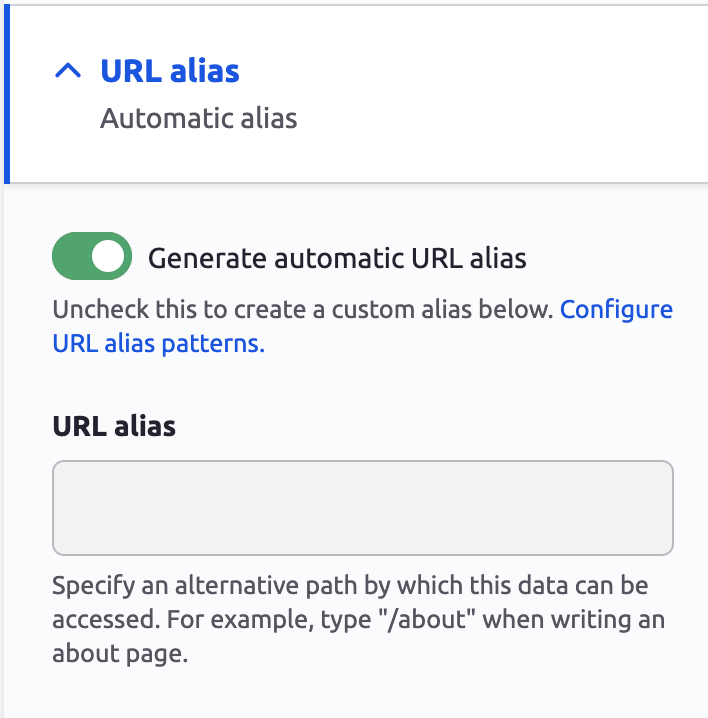 URL alias
Automatic alias
Generate automatic URL alias
Uncheck this to create a custom alias below. Configure
URL alias patterns.
URL alias
Specify an alternative path by which this data can be
accessed. For example, type "/about" when writing an
about page.